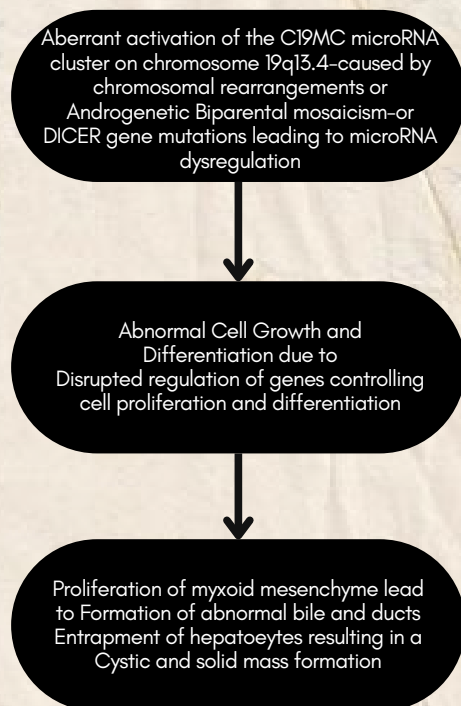 Aberrant activation of the C19MC microRNA
cluster on chromosome 19q13.4-caused by
chromosomal rearrangements or
Androgenetic Biparental mosaicism-or
DICER gene mutations leading to microRNA
dysregulation
Abnormal Cell Growth and
Differentiation due to
Disrupted regulation of genes controlling
cell proliferation and differentiation
Proliferation of myxoid mesenchyme lead
to Formation of abnormal bile and ducts
Entrapment of hepatoeytes resulting in a
Cystic and solid mass formation